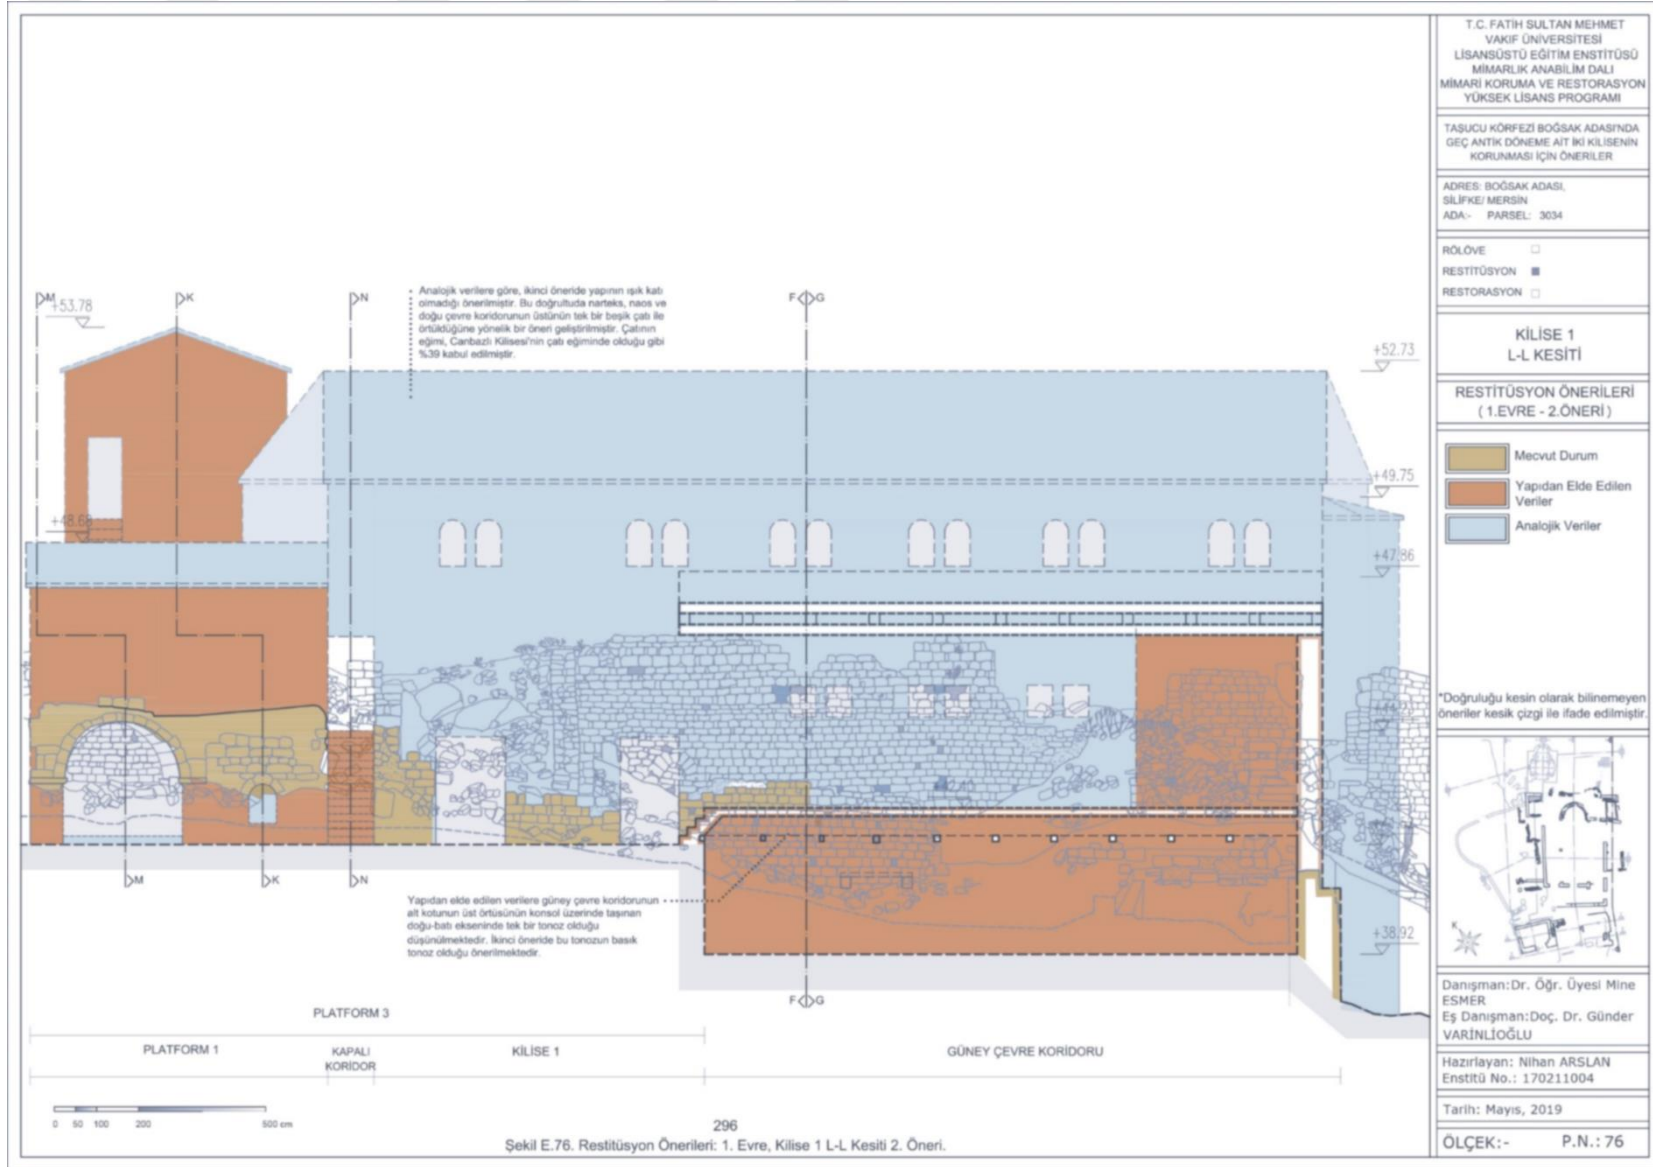 T.C. FATİH SULTAN MEHMET
VAKIF ÜNİVERSİTESİ
LİSANSÜSTÜ EĞİTİM ENSTİTÜSÜ
MİMARLIK ANABİLİM DALI
MİMARİ KORUMA VE RESTORASYON
YÜKSEK LİSANS PROGRAMI
TAŞUCU KÖRFEZİ BOĞSAK ADASI'NDA
GEÇ ANTİK DÖNEME AİT İKİ KİLİSENİN
KORUNMASI İÇİN ÖNERİLER
ADRES: BOĞSAK ADASI,
SİLİFKE/ MERSİN
ADA:- PARSEL: 3034
RÖLÖVE
RESTİTÜSYON
RESTORASYON
KİLİSE 1
L-L KESİTİ
RESTİTÜSYON ÖNERİLERİ
( 1.EVRE - 2.ÖNERİ )
Mecvut Durum
Yapıdan Elde Edilen
Veriler
Analojik Veriler
*Doğruluğu kesin olarak bilinemeyen
öneriler kesik çizgi ile ifade edilmiştir.
K
Danışman:Dr. Öğr. Üyesi Mine
ESMER
Eş Danışman:Doç. Dr. Günder
VARİNLİOĞLU
Hazırlayan: Nihan ARSLAN
Enstitü No.: 170211004
Tarih: Mayıs, 2019
ÖLÇEK:- P.N.: 76
M
K
N
F G
+53.78
+48.68
+52.73
+49.75
+47.86
+38.92
Analojik verilere göre, ikinci öneride yapının ışık katı
olmadığı önerilmiştir. Bu doğrultuda narteks, naos ve
doğu çevre koridorunun üstünün tek bir beşik çatı ile
örtüldüğüne yönelik bir öneri geliştirilmiştir. Çatının
eğimi, Canbazlı Kilisesi'nin çatı eğiminde olduğu gibi
%39 kabul edilmiştir.
M
K
N
Yapıdan elde edilen verilere güney çevre koridorunun
alt kotunun üst örtüsünün konsol üzerinde taşınan
doğu-batı ekseninde tek bir tonoz olduğu
düşünülmektedir. İkinci öneride bu tonozun basık
tonoz olduğu önerilmektedir.
F G
PLATFORM 3
PLATFORM 1
KAPALI
KORİDOR
KİLİSE 1
GÜNEY ÇEVRE KORİDORU
0 50 100 200 500 cm
296
Şekil E.76. Restitüsyon Önerileri: 1. Evre, Kilise 1 L-L Kesiti 2. Öneri.